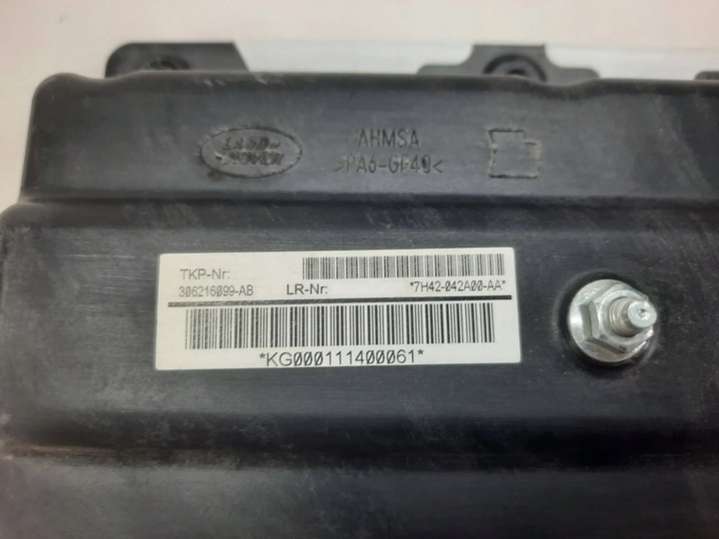 LAND-
ROVER
AHMSA
>PA6-GF40<
TKP-Nr:
306216099-AB LR-Nr: *7H42-042A00-AA*
*KG000111400061*